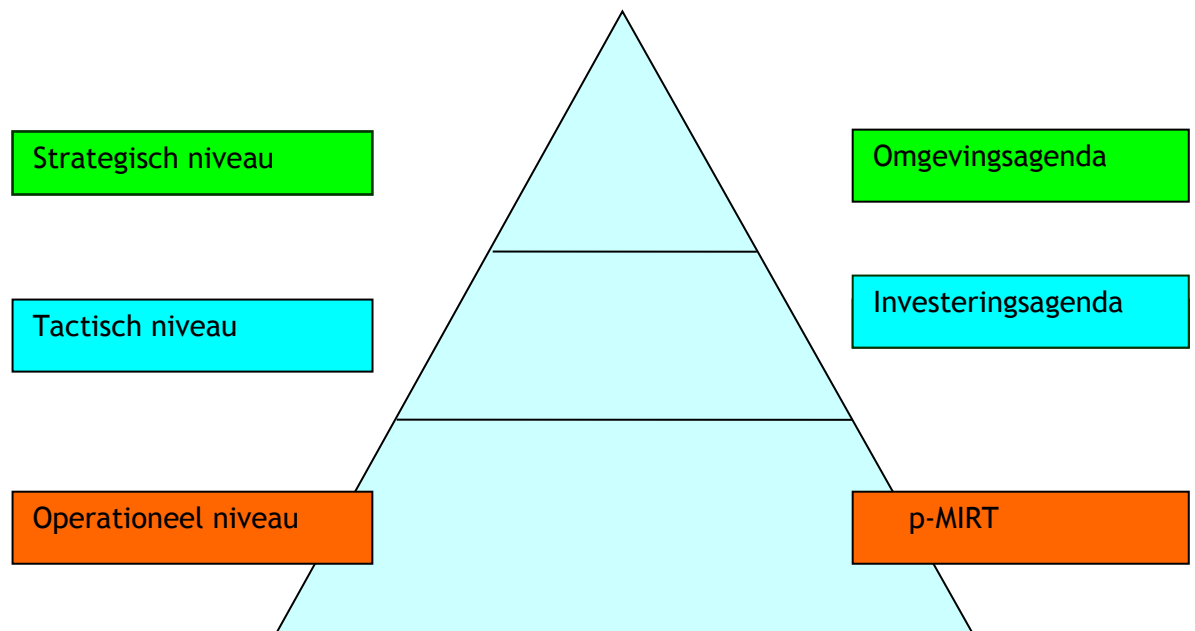 Strategisch niveau
Omgevingsagenda
Tactisch niveau
Investeringsagenda
Operationeel niveau
p-MIRT